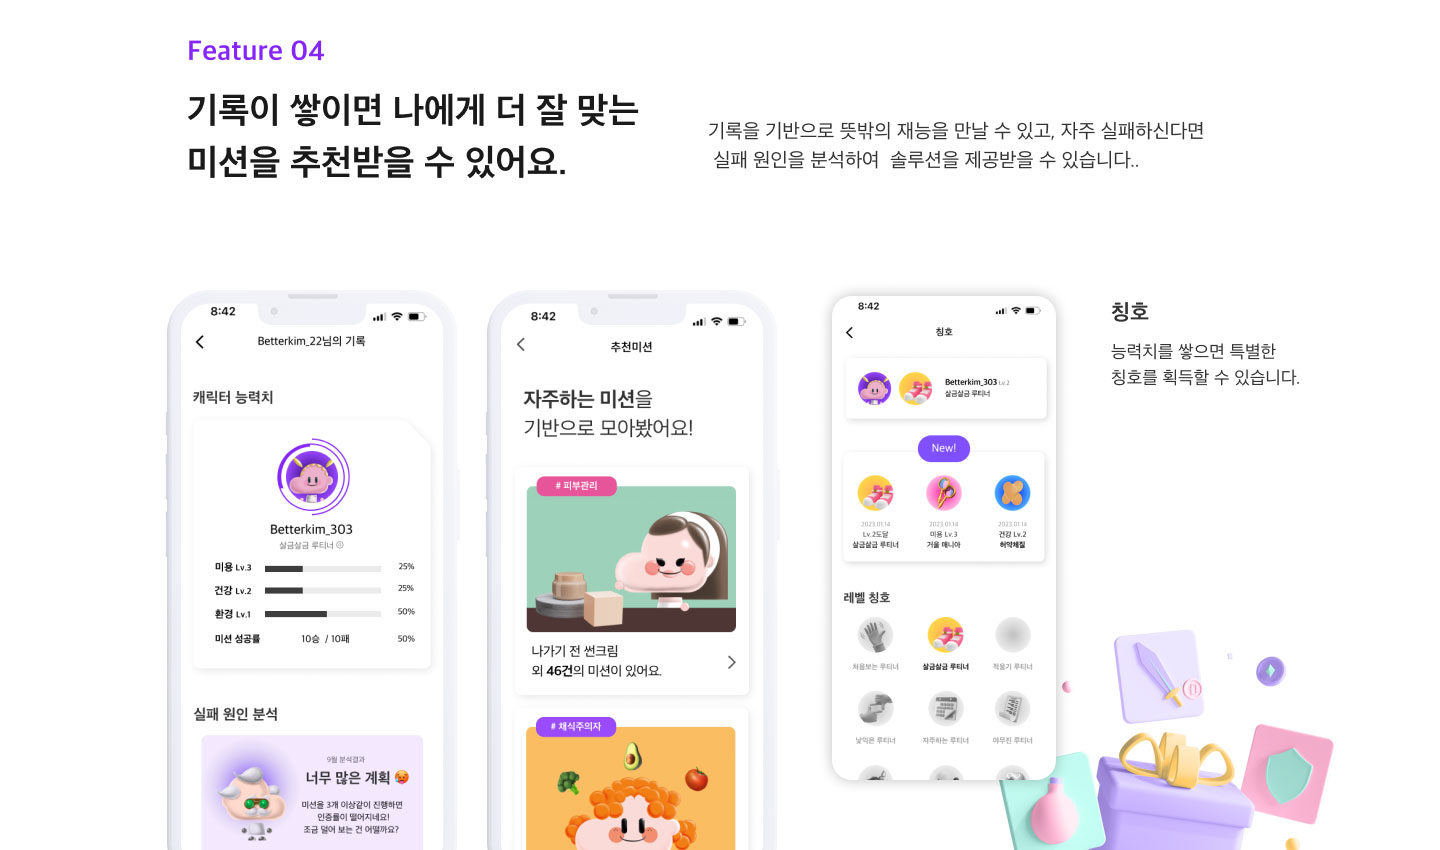 Feature 04
기록이 쌓이면 나에게 더 잘 맞는
미션을 추천받을 수 있어요.
기록을 기반으로 뜻밖의 재능을 만날 수 있고, 자주 실패하신다면
실패 원인을 분석하여 솔루션을 제공받을 수 있습니다..
8:42
Betterkim_22님의 기록
캐릭터 능력치
Betterkim_303
살금살금 루티너
미용 Lv.3 25%
건강 Lv.2 25%
환경 Lv.1 50%
미션 성공률 10승 / 10패 50%
실패 원인 분석
9월 분석결과
너무 많은 계획 🥵
미션을 3개 이상같이 진행하면
인증률이 떨어지네요!
조금 덜어 보는 건 어떨까요?
8:42
추천미션
자주하는 미션을
기반으로 모아봤어요!
# 피부관리
나가기 전 썬크림
외 46건의 미션이 있어요.
# 채식주의자
8:42
칭호
Betterkim_303 Lv.2
살금살금 루티너
New!
2023.01.14
Lv.2도달
살금살금 루티너
2023.01.14
미용 Lv.3
거울 매니아
2023.01.14
건강 Lv.2
허약체질
레벨 칭호
처음보는 루티너
살금살금 루티너
적응기 루티너
낯익은 루티너
자주하는 루티너
야무진 루티너
칭호
능력치를 쌓으면 특별한
칭호를 획득할 수 있습니다.